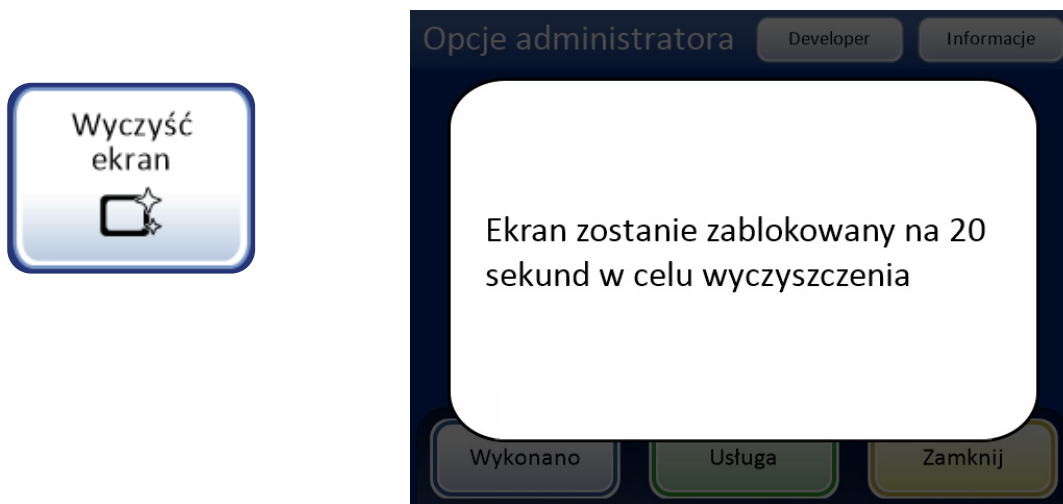 Wyczyść
ekran
Opcje administratora
Developer
Informacje
Ekran zostanie zablokowany na 20
sekund w celu wyczyszczenia
Wykonano
Usługa
Zamknij